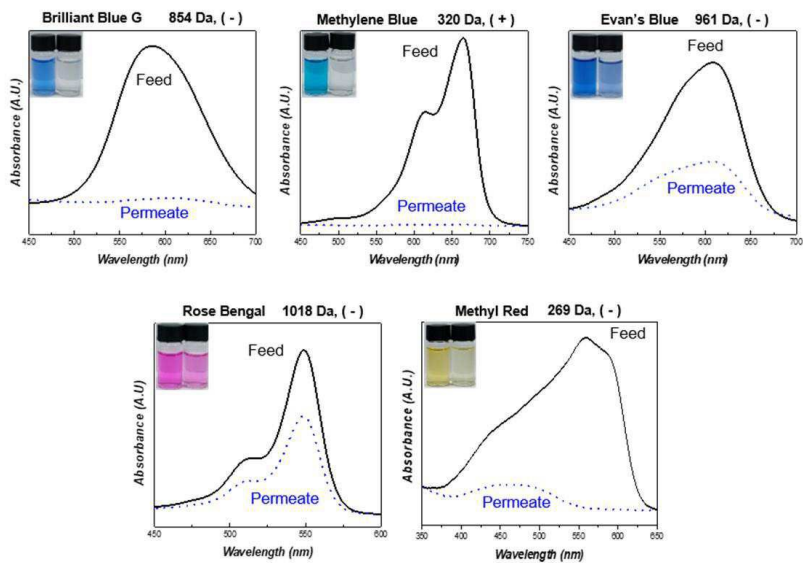 Brilliant Blue G 854 Da, ( - )
Feed
Permeate
Absorbance (A.U.)
450 500 550 600 650 700
Wavelength (nm)
Methylene Blue 320 Da, ( + )
Feed
Permeate
Absorbance (A.U.)
450 500 550 600 650 700 750
Wavelength (nm)
Evan's Blue 961 Da, ( - )
Feed
Permeate
Absorbance (A.U.)
450 500 550 600 650 700
Wavelength (nm)
Rose Bengal 1018 Da, ( - )
Feed
Permeate
Absorbance (A.U)
450 500 550 600
Wavelength (nm)
Methyl Red 269 Da, ( - )
Feed
Permeate
Absorbance (A.U.)
350 400 450 500 550 600 650
Wavelength (nm)